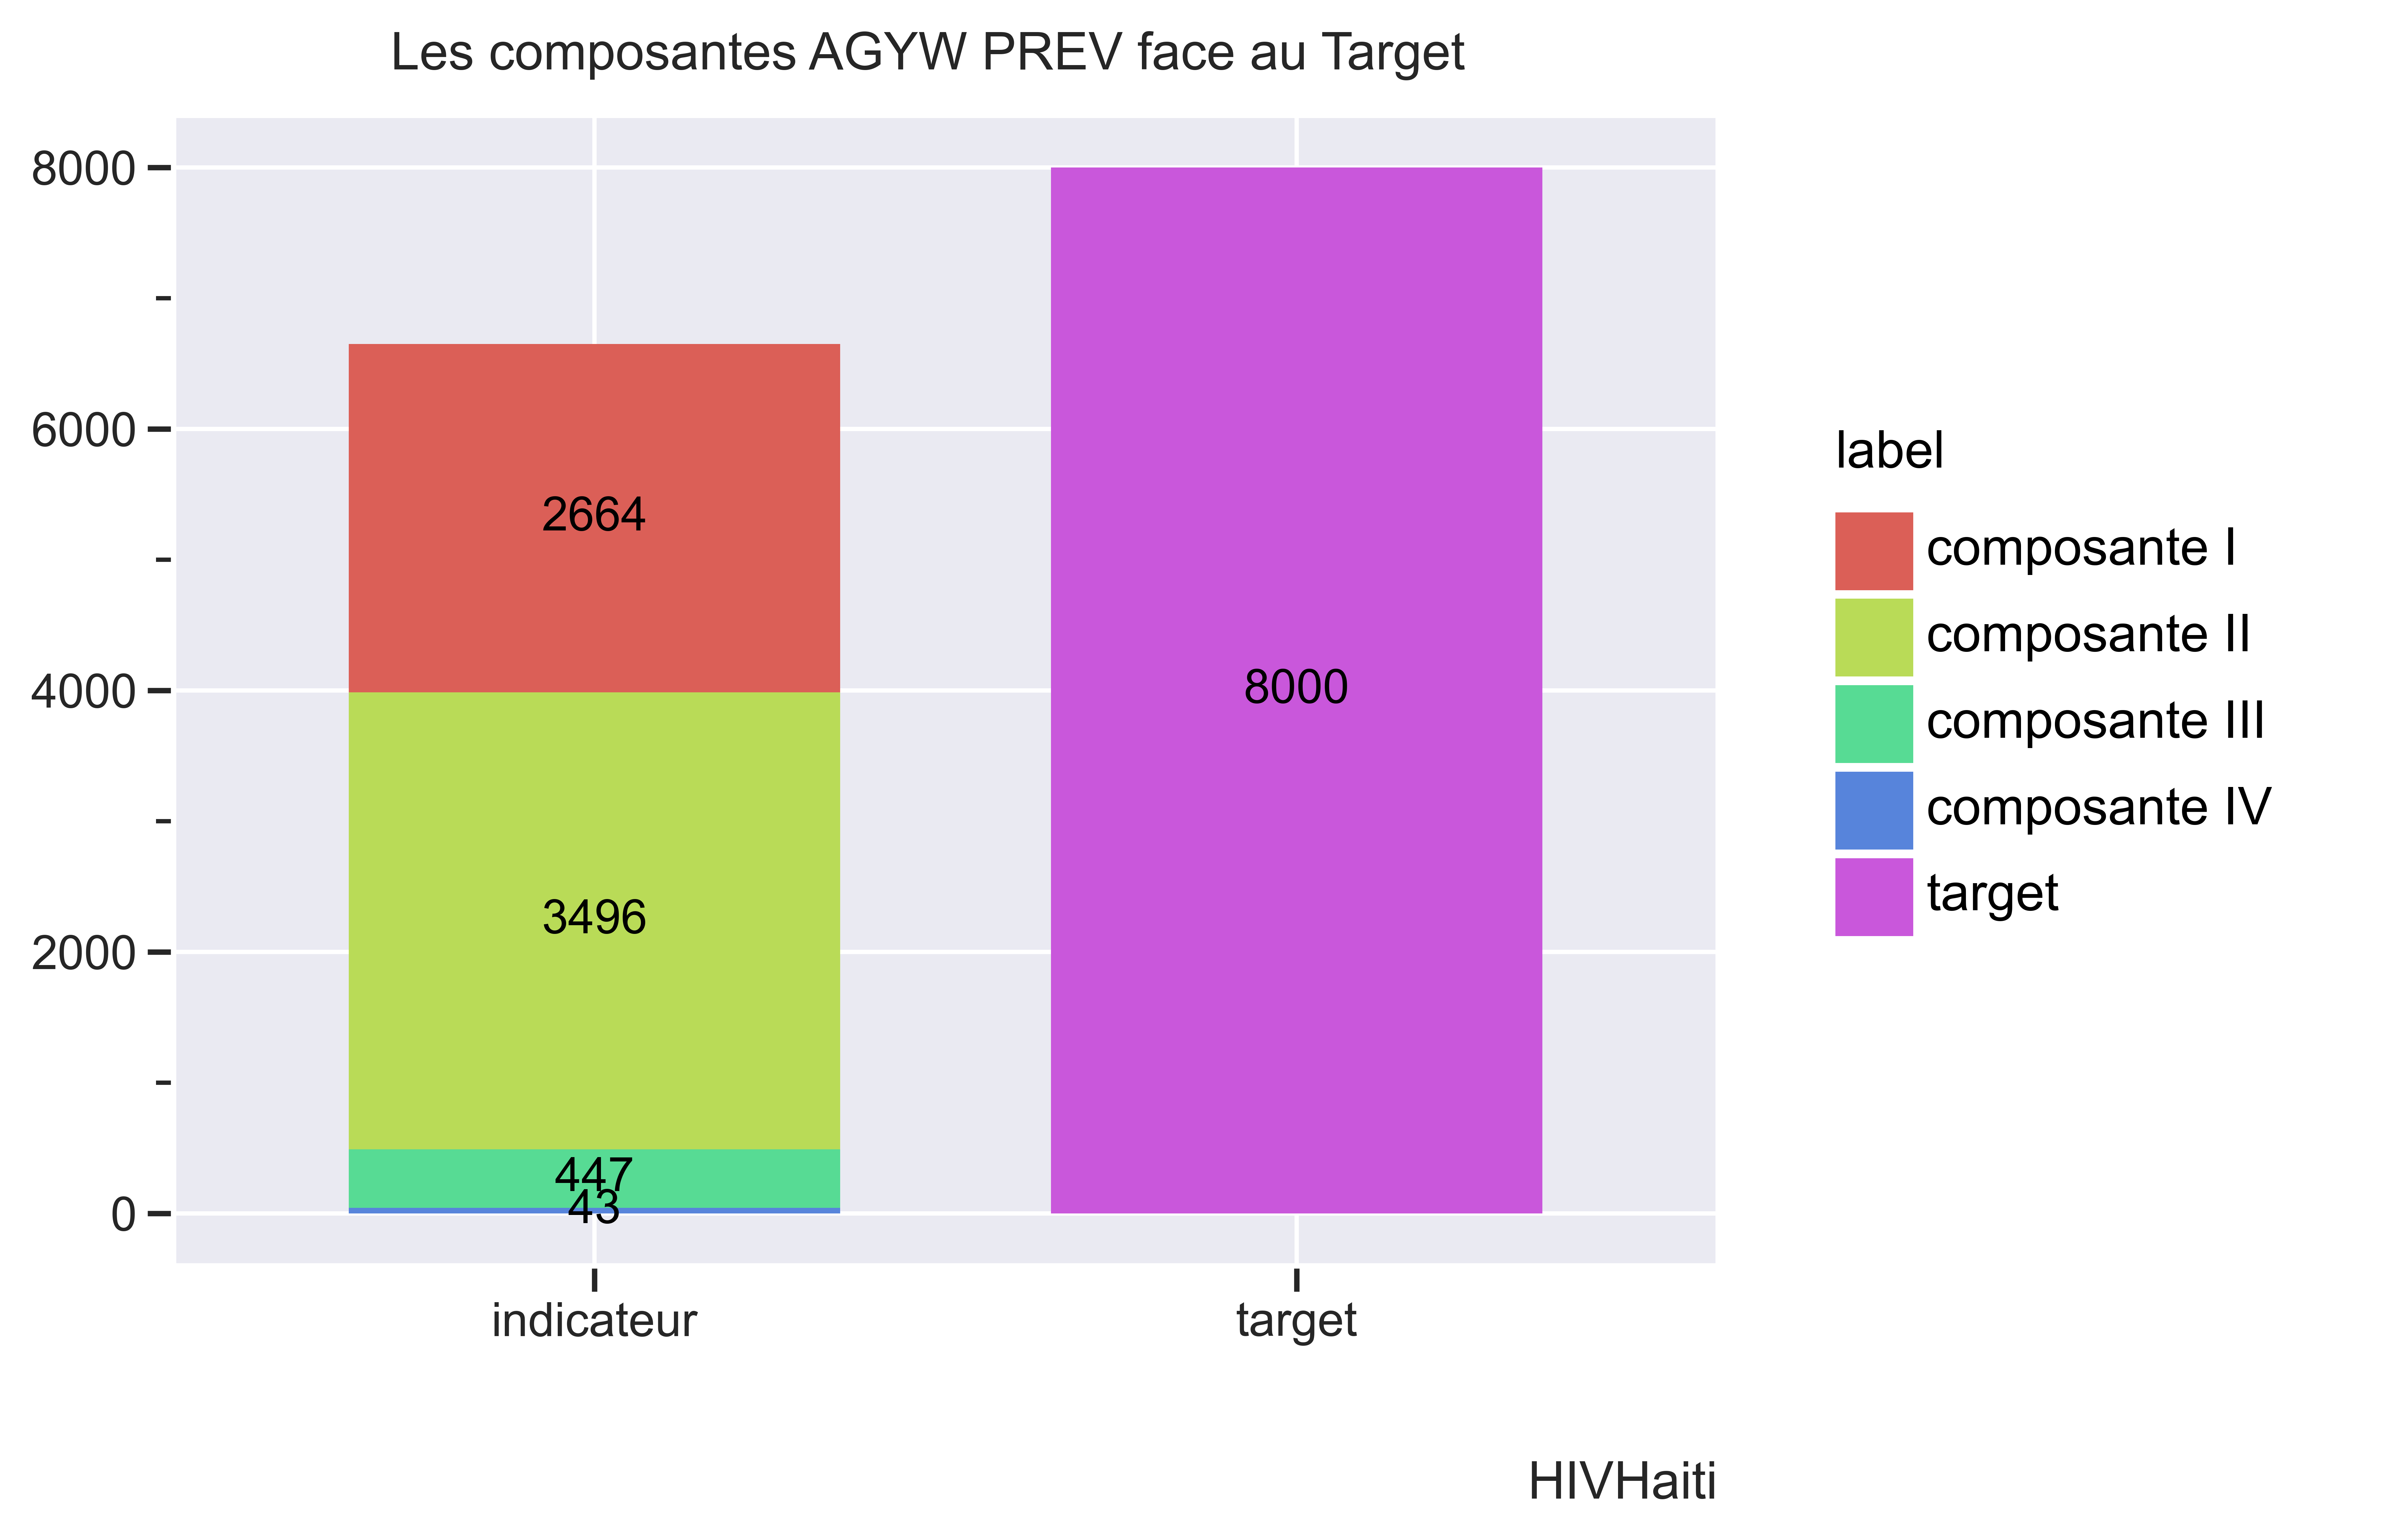 Les composantes AGYW PREV face au Target
8000
6000
4000
2000
0
2664
3496
447
43
8000
indicateur
target
label
composante I
composante II
composante III
composante IV
target
HIVHaiti